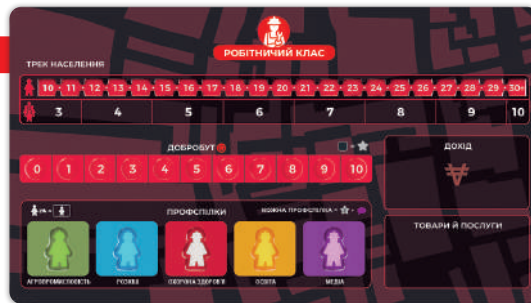 РОБІТНИЧИЙ КЛАС
ТРЕК НАСЕЛЕННЯ
10 11 12 13 14 15 16 17 18 19 20 21 22 23 24 25 26 27 28 29 30+
3 4 5 6 7 8 9 10
ДОБРОБУТ
ДОХІД
0 1 2 3 4 5 6 7 8 9 10
ПРОФСПІЛКИ
КОЖНА ПРОФСПІЛКА =
ТОВАРИ Й ПОСЛУГИ
АГРОПРОМИСЛОВІСТЬ РОЗКІШ ОХОРОНА ЗДОРОВ'Я ОСВІТА МЕДІА